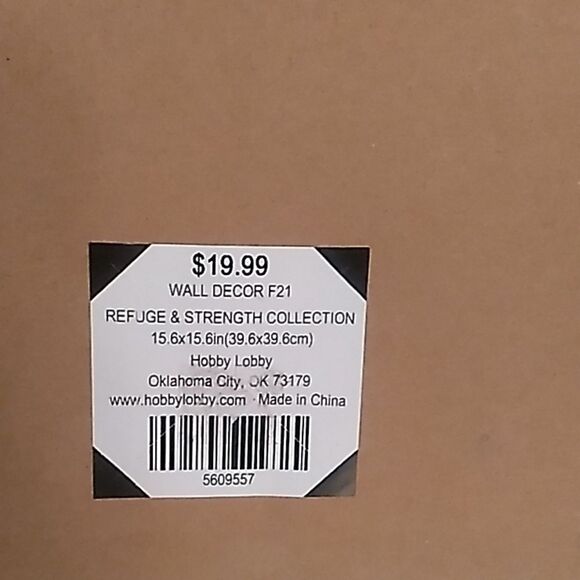 $19.99
WALL DECOR F21
REFUGE & STRENGTH COLLECTION
15.6x15.6in(39.6x39.6cm)
Hobby Lobby
Oklahoma City, OK 73179
www.hobbylobby.com · Made in China
5609557